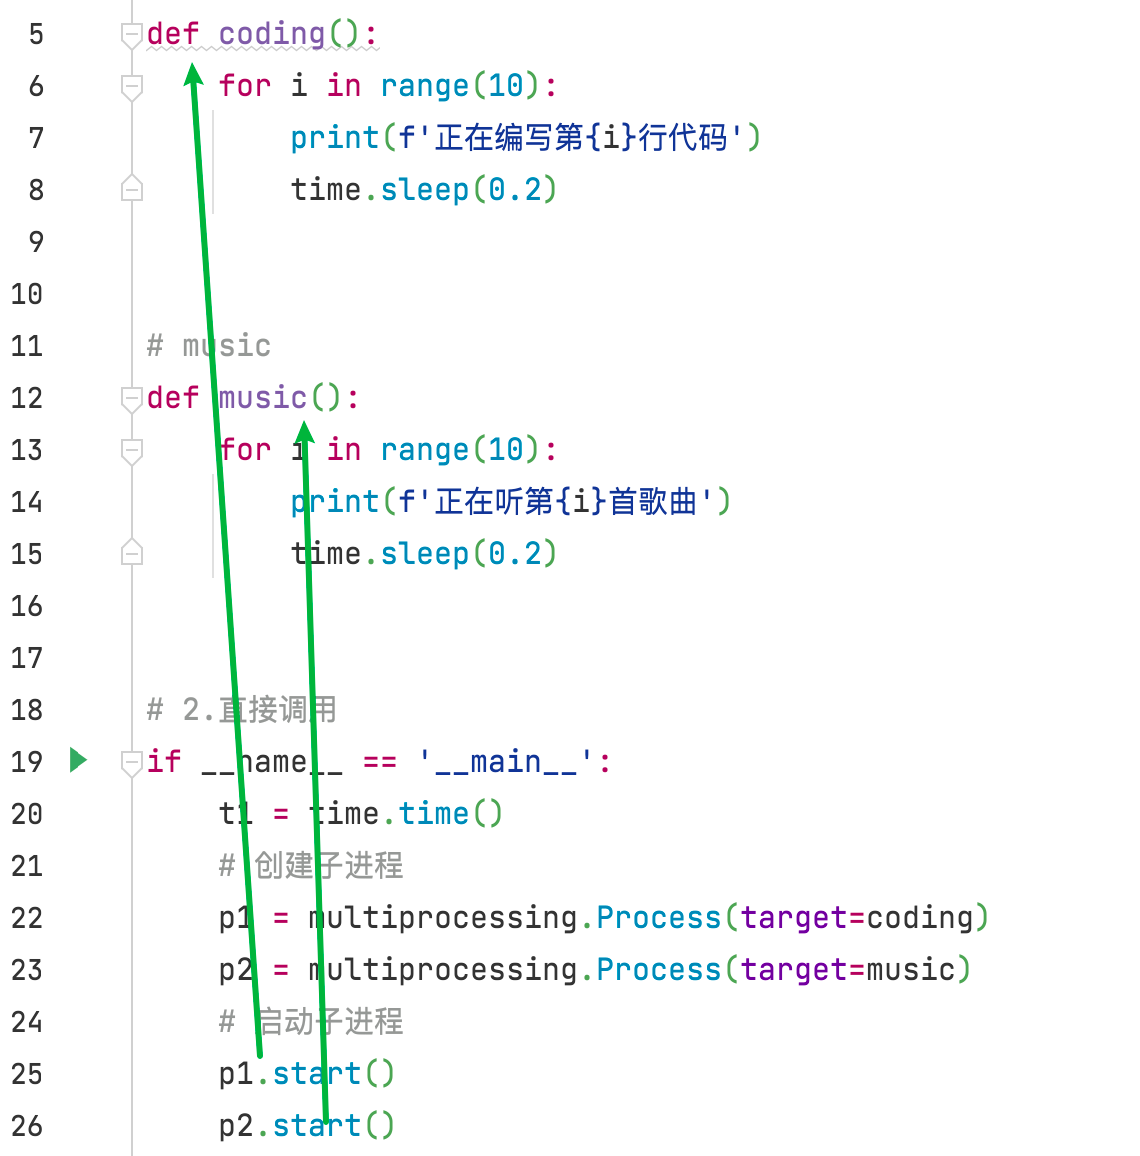 5 def coding():
6     for i in range(10):
7         print(f'正在编写第{i}行代码')
8         time.sleep(0.2)
9
10
11 # music
12 def music():
13     for i in range(10):
14         print(f'正在听第{i}首歌曲')
15         time.sleep(0.2)
16
17
18 # 2.直接调用
19 if __name__ == '__main__':
20     t1 = time.time()
21     # 创建子进程
22     p1 = multiprocessing.Process(target=coding)
23     p2 = multiprocessing.Process(target=music)
24     # 启动子进程
25     p1.start()
26     p2.start()